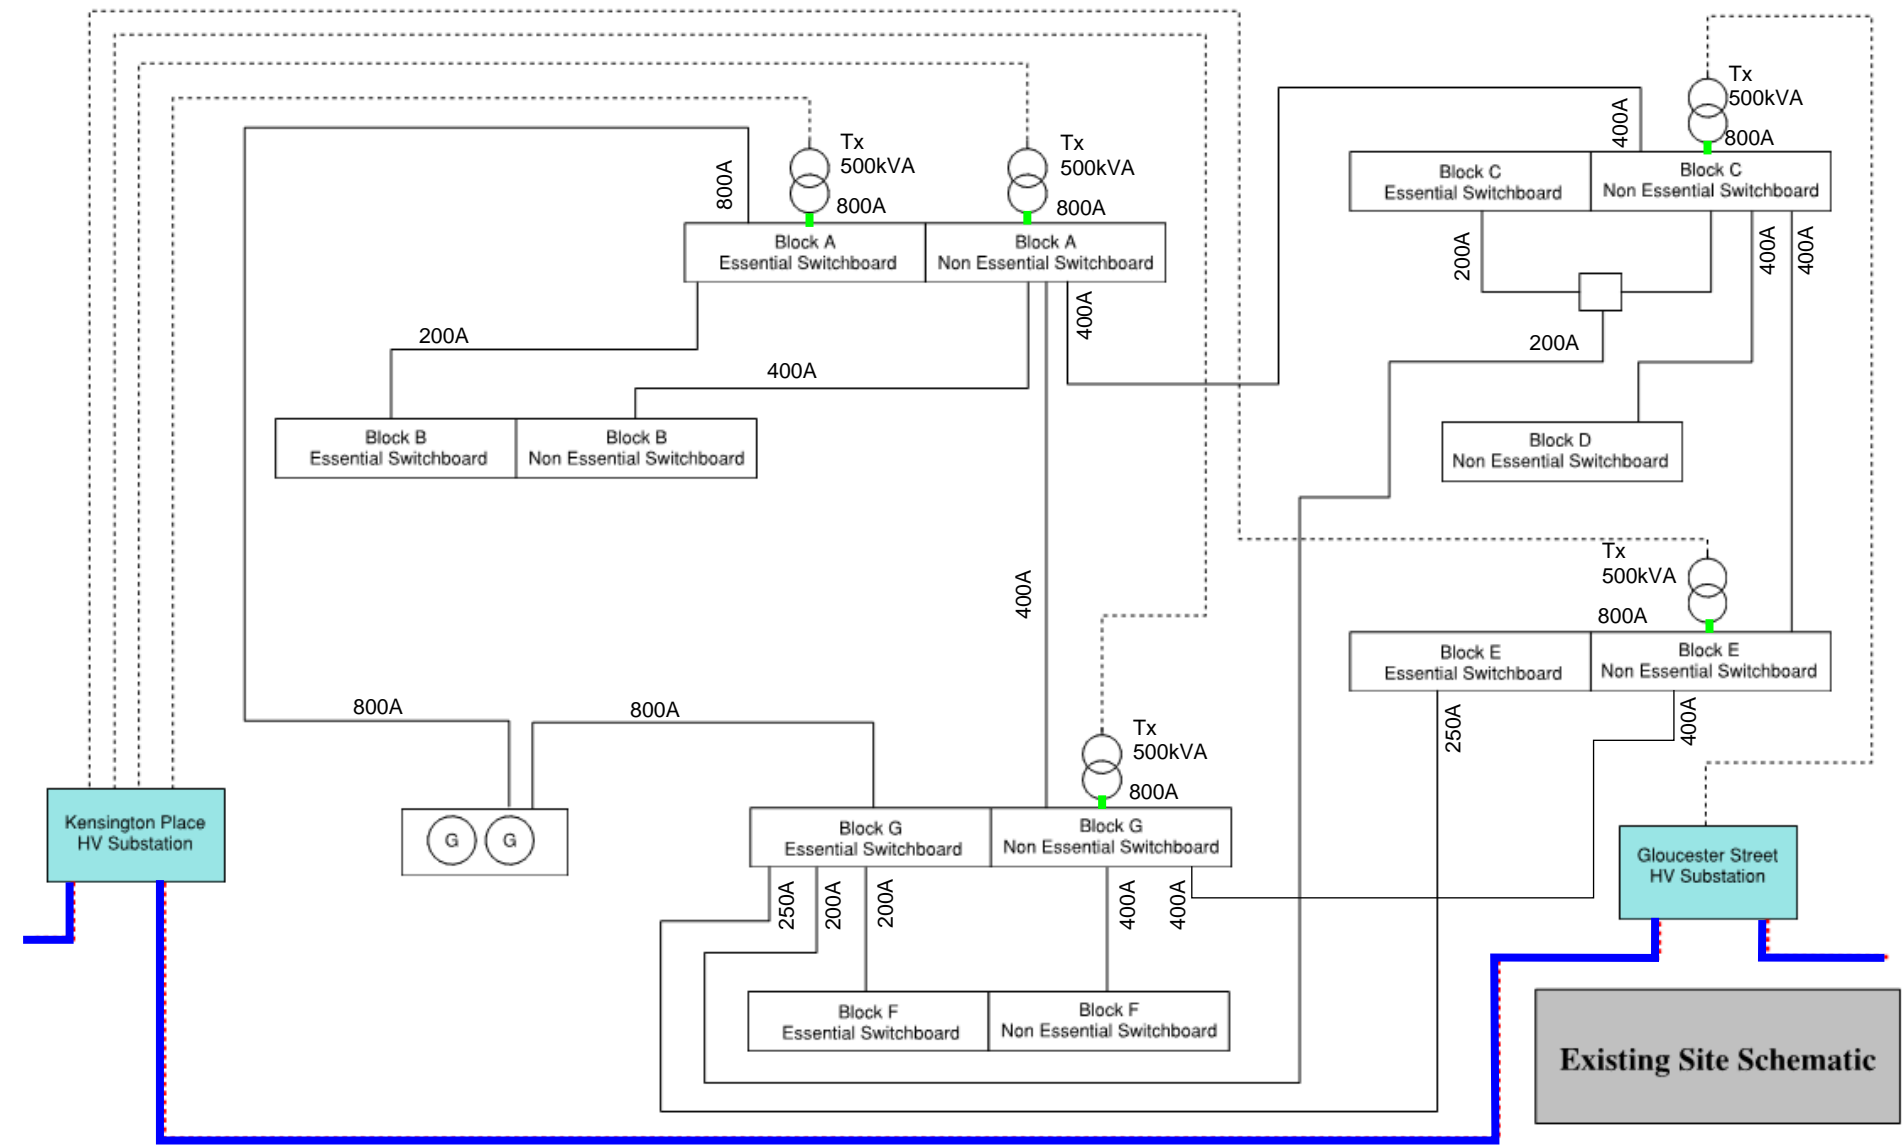 Tx
500kVA
800A
400A
Tx
500kVA
800A
Tx
500kVA
800A
800A
Block C
Essential Switchboard
Block C
Non Essential Switchboard
Block A
Essential Switchboard
Block A
Non Essential Switchboard
200A
400A
400A
400A
200A
200A
400A
Block B
Essential Switchboard
Block B
Non Essential Switchboard
Block D
Non Essential Switchboard
Tx
500kVA
800A
400A
Block E
Essential Switchboard
Block E
Non Essential Switchboard
800A
800A
250A
400A
Tx
500kVA
800A
Kensington Place
HV Substation
G
G
Block G
Essential Switchboard
Block G
Non Essential Switchboard
Gloucester Street
HV Substation
250A
200A
200A
400A
400A
Block F
Essential Switchboard
Block F
Non Essential Switchboard
Existing Site Schematic